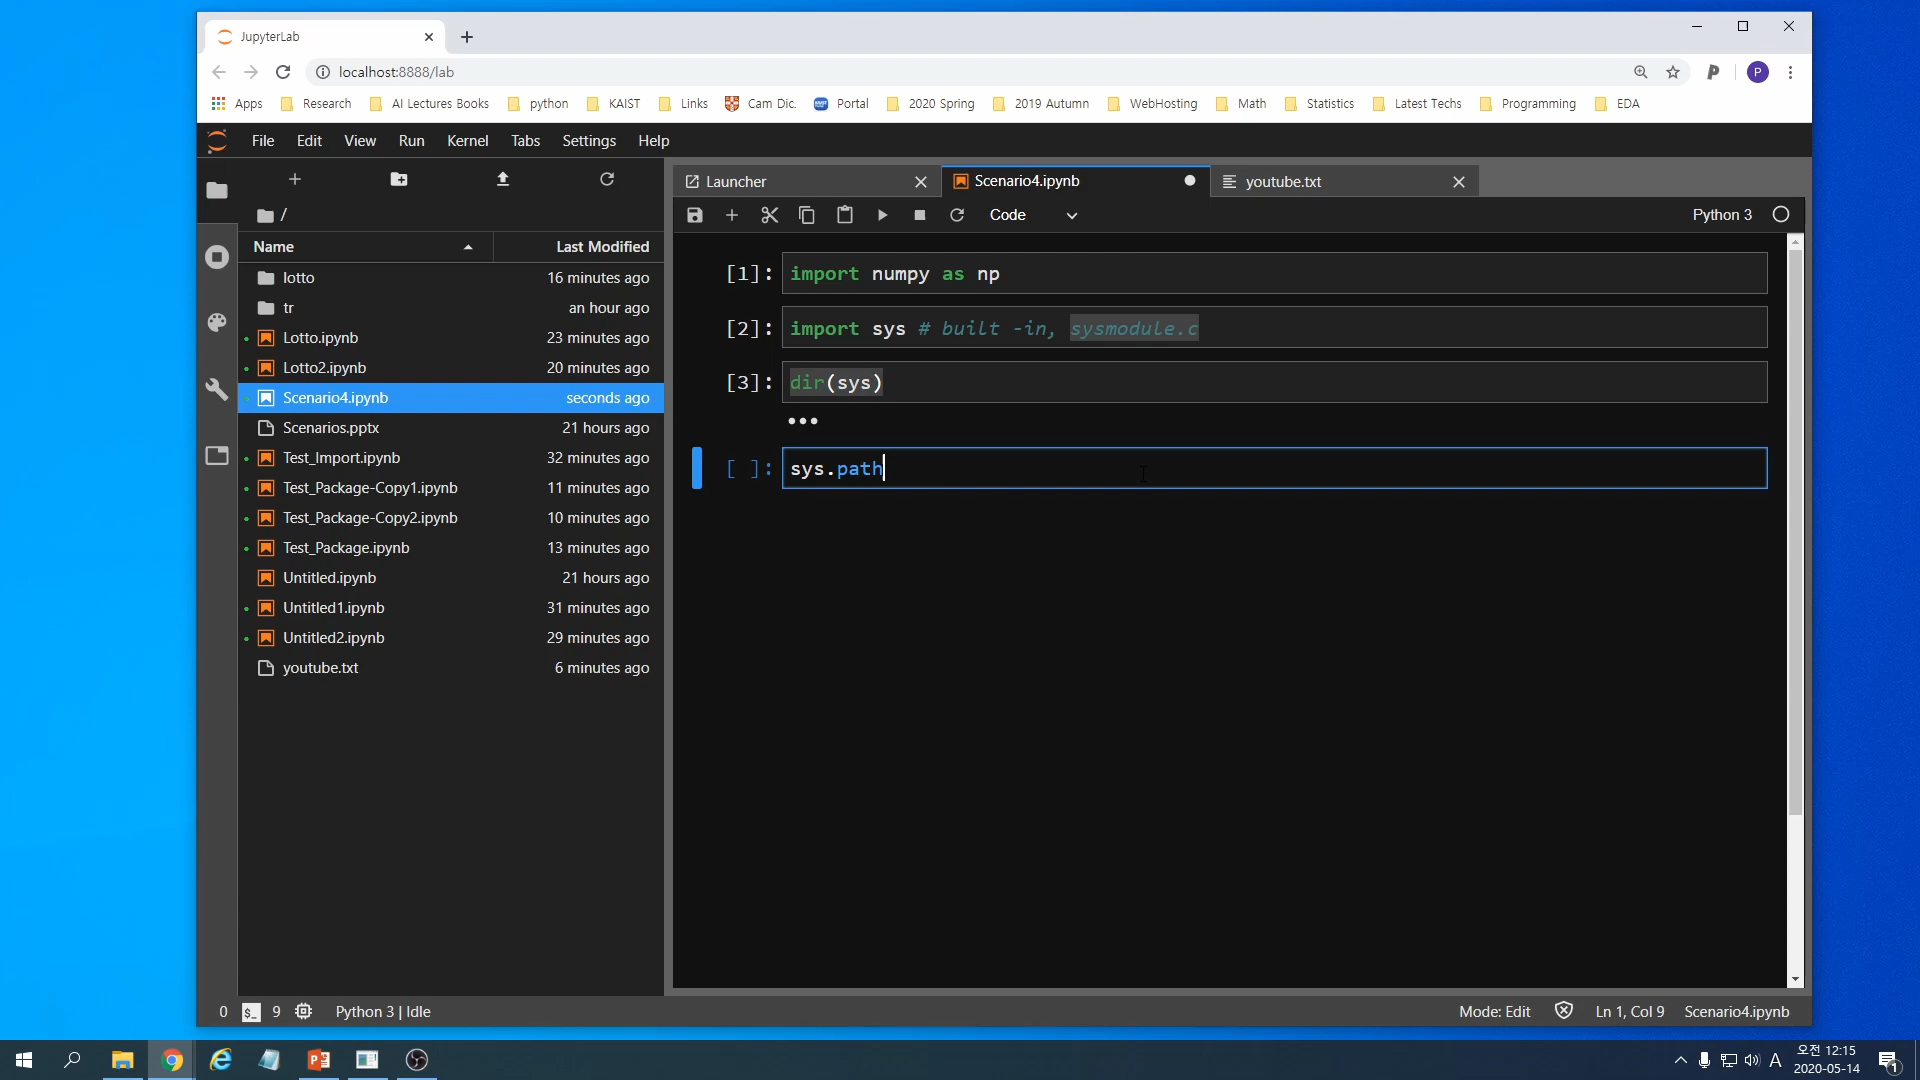 JupyterLab
localhost:8888/lab
P
P
Apps Research AI Lectures Books python KAIST Links Cam Dic. Portal 2020 Spring 2019 Autumn WebHosting Math Statistics Latest Techs Programming EDA
File Edit View Run Kernel Tabs Settings Help
Launcher Scenario4.ipynb youtube.txt
/
Code Python 3
Name Last Modified
lotto 16 minutes ago
tr an hour ago
Lotto.ipynb 23 minutes ago
Lotto2.ipynb 20 minutes ago
Scenario4.ipynb seconds ago
Scenarios.pptx 21 hours ago
Test_Import.ipynb 32 minutes ago
Test_Package-Copy1.ipynb 11 minutes ago
Test_Package-Copy2.ipynb 10 minutes ago
Test_Package.ipynb 13 minutes ago
Untitled.ipynb 21 hours ago
Untitled1.ipynb 31 minutes ago
Untitled2.ipynb 29 minutes ago
youtube.txt 6 minutes ago
[1]: import numpy as np
[2]: import sys # built -in, sysmodule.c
[3]: dir(sys)
•••
[ ]: sys.path
0 $_ 9 Python 3 | Idle Mode: Edit Ln 1, Col 9 Scenario4.ipynb
A 오전 12:15
2020-05-14
1